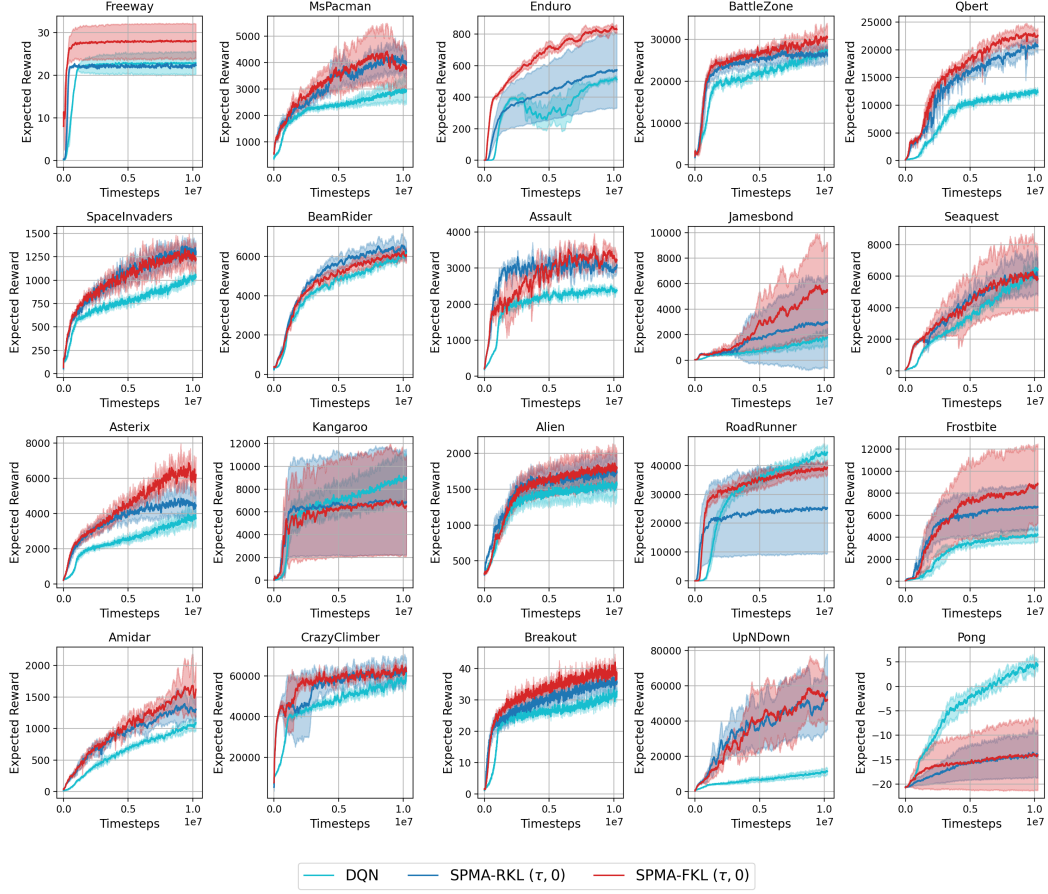 Freeway
Expected Reward
30
20
10
0
0.0 0.5 1.0
1e7
Timesteps
MsPacman
Expected Reward
5000
4000
3000
2000
1000
0.0 0.5 1.0
1e7
Timesteps
Enduro
Expected Reward
800
600
400
200
0
0.0 0.5 1.0
1e7
Timesteps
BattleZone
Expected Reward
30000
20000
10000
0
0.0 0.5 1.0
1e7
Timesteps
Qbert
Expected Reward
25000
20000
15000
10000
5000
0
0.0 0.5 1.0
1e7
Timesteps
SpaceInvaders
Expected Reward
1500
1250
1000
750
500
250
0
0.0 0.5 1.0
1e7
Timesteps
BeamRider
Expected Reward
6000
4000
2000
0
0.0 0.5 1.0
1e7
Timesteps
Assault
Expected Reward
4000
3000
2000
1000
0
0.0 0.5 1.0
1e7
Timesteps
Jamesbond
Expected Reward
10000
8000
6000
4000
2000
0
0.0 0.5 1.0
1e7
Timesteps
Seaquest
Expected Reward
8000
6000
4000
2000
0
0.0 0.5 1.0
1e7
Timesteps
Asterix
Expected Reward
8000
6000
4000
2000
0
0.0 0.5 1.0
1e7
Timesteps
Kangaroo
Expected Reward
12000
10000
8000
6000
4000
2000
0
0.0 0.5 1.0
1e7
Timesteps
Alien
Expected Reward
2000
1500
1000
500
0.0 0.5 1.0
1e7
Timesteps
RoadRunner
Expected Reward
40000
30000
20000
10000
0
0.0 0.5 1.0
1e7
Timesteps
Frostbite
Expected Reward
12000
10000
8000
6000
4000
2000
0
0.0 0.5 1.0
1e7
Timesteps
Amidar
Expected Reward
2000
1500
1000
500
0
0.0 0.5 1.0
1e7
Timesteps
CrazyClimber
Expected Reward
60000
40000
20000
0.0 0.5 1.0
1e7
Timesteps
Breakout
Expected Reward
40
30
20
10
0
0.0 0.5 1.0
1e7
Timesteps
UpNDown
Expected Reward
80000
60000
40000
20000
0
0.0 0.5 1.0
1e7
Timesteps
Pong
Expected Reward
5
0
−5
−10
−15
−20
0.0 0.5 1.0
1e7
Timesteps
DQN SPMA-RKL (τ, 0) SPMA-FKL (τ, 0)